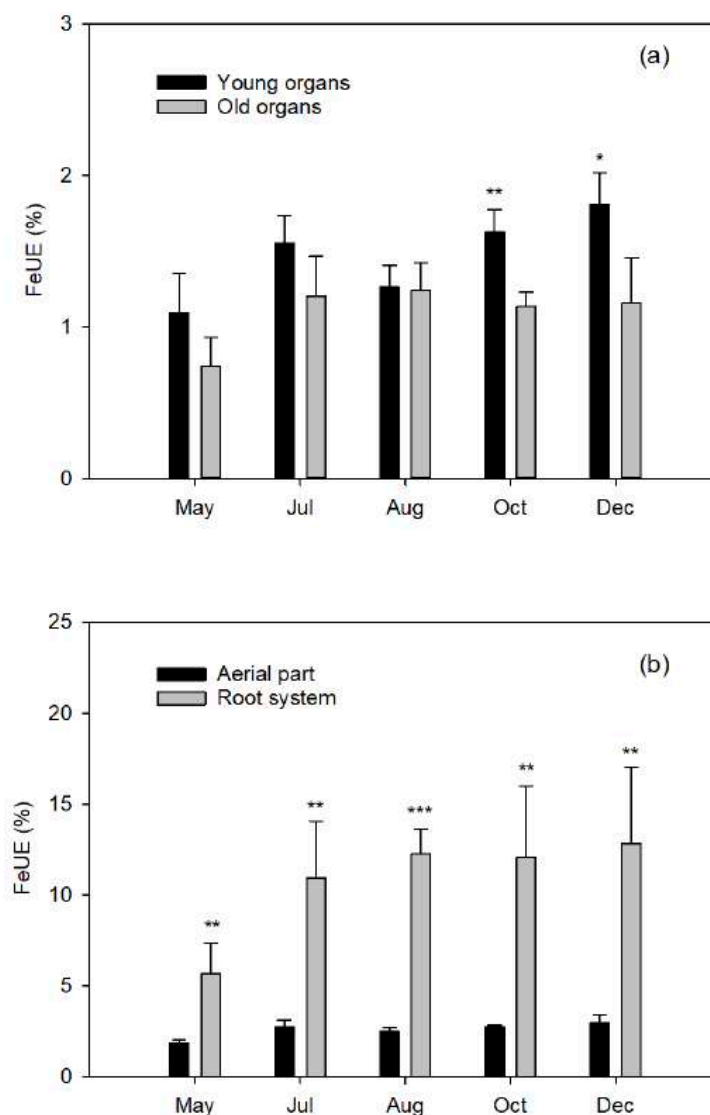 3
(a)
Young organs
Old organs
*
**
2
FeUE (%)
1
0
May Jul Aug Oct Dec
25
(b)
Aerial part
Root system
20
**
**
**
***
15
FeUE (%)
10
**
5
0
May Jul Aug Oct Dec